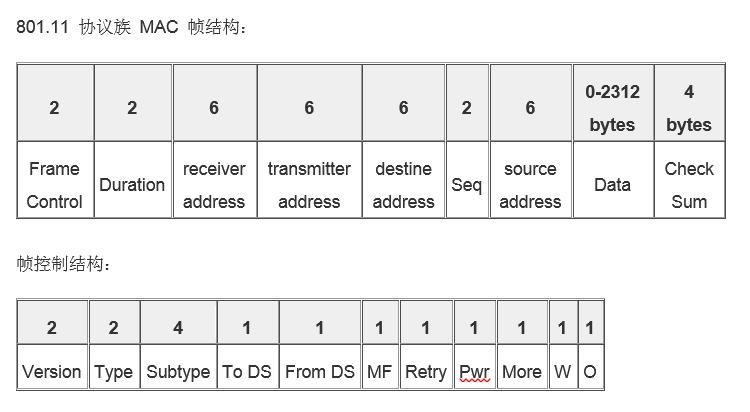 801.11 协议族 MAC 帧结构：
2 2 6 6 6 2 6 0-2312 bytes 4 bytes
Frame Control Duration receiver address transmitter address destine address Seq source address Data Check Sum
帧控制结构：
2 2 4 1 1 1 1 1 1 1 1
Version Type Subtype To DS From DS MF Retry Pwr More W O